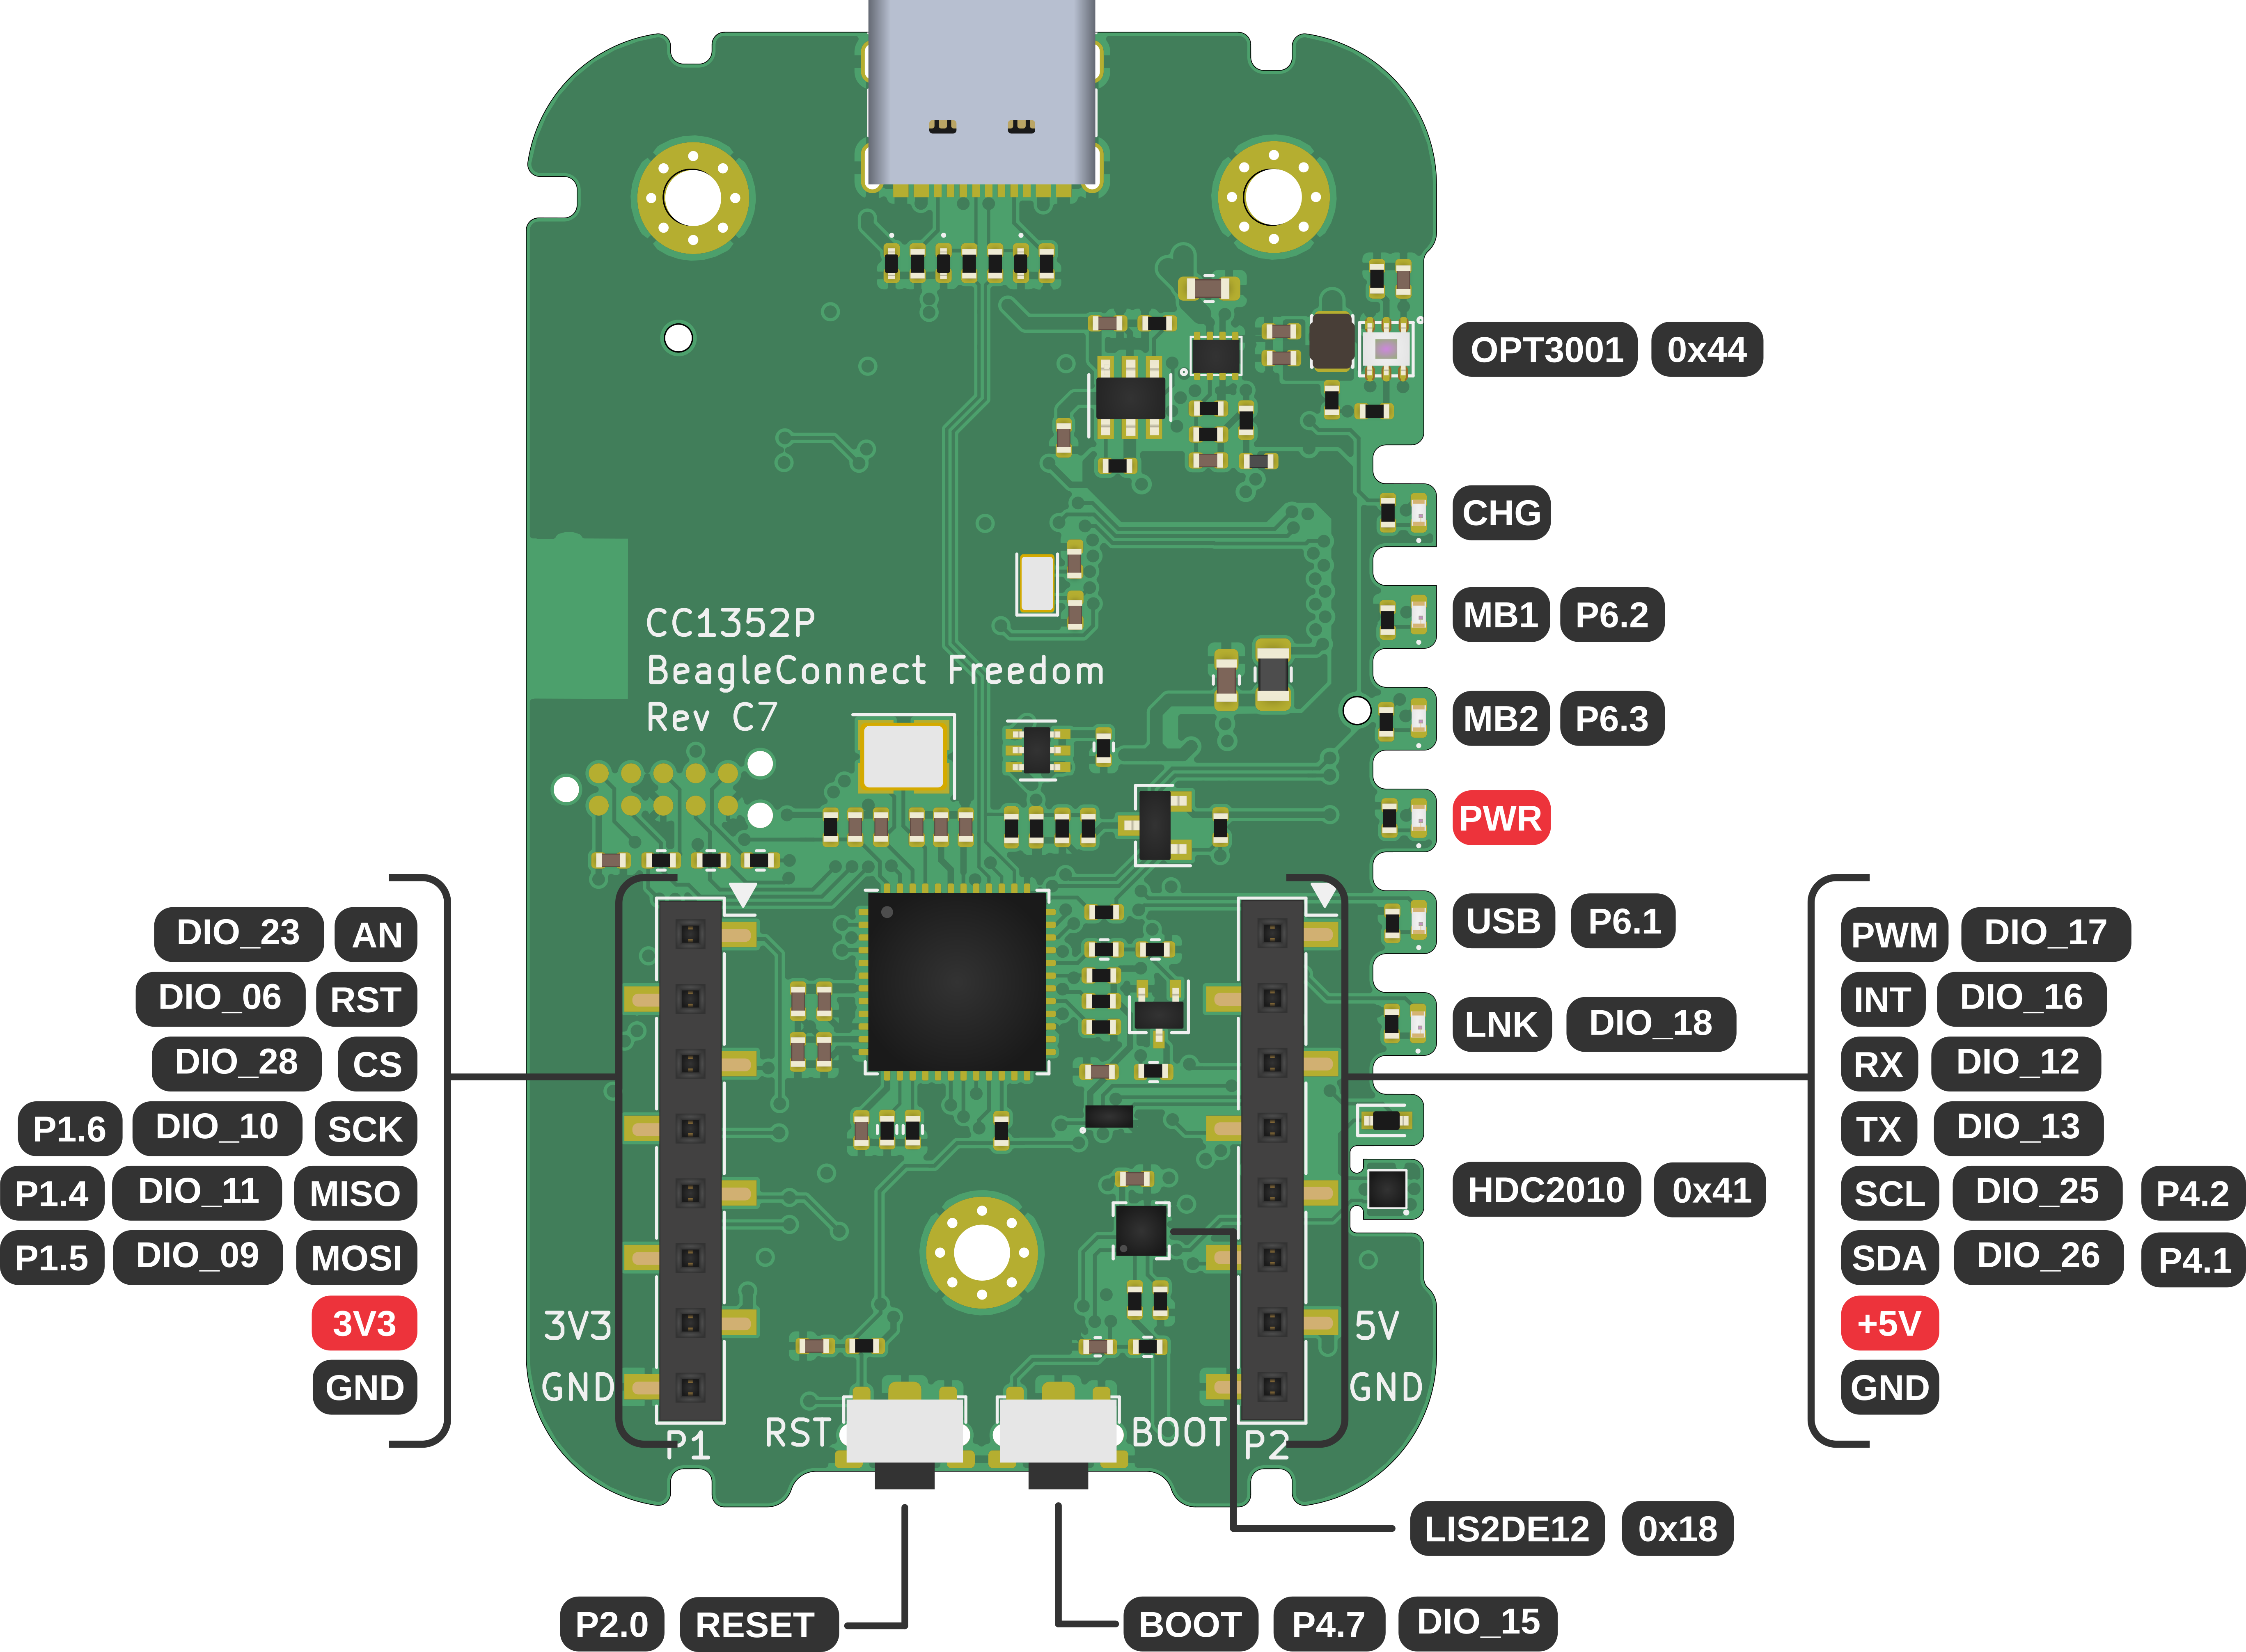 OPT3001 0x44
CHG
MB1 P6.2
CC1352P
BeagleConnect Freedom
Rev C7
MB2 P6.3
PWR
USB P6.1
LNK DIO_18
HDC2010 0x41
DIO_23 AN
DIO_06 RST
DIO_28 CS
P1.6 DIO_10 SCK
P1.4 DIO_11 MISO
P1.5 DIO_09 MOSI
3V3
GND
3V3
GND
P1
RST
BOOT
P2
5V
GND
PWM DIO_17
INT DIO_16
RX DIO_12
TX DIO_13
SCL DIO_25 P4.2
SDA DIO_26 P4.1
+5V
GND
LIS2DE12 0x18
P2.0 RESET
BOOT P4.7 DIO_15